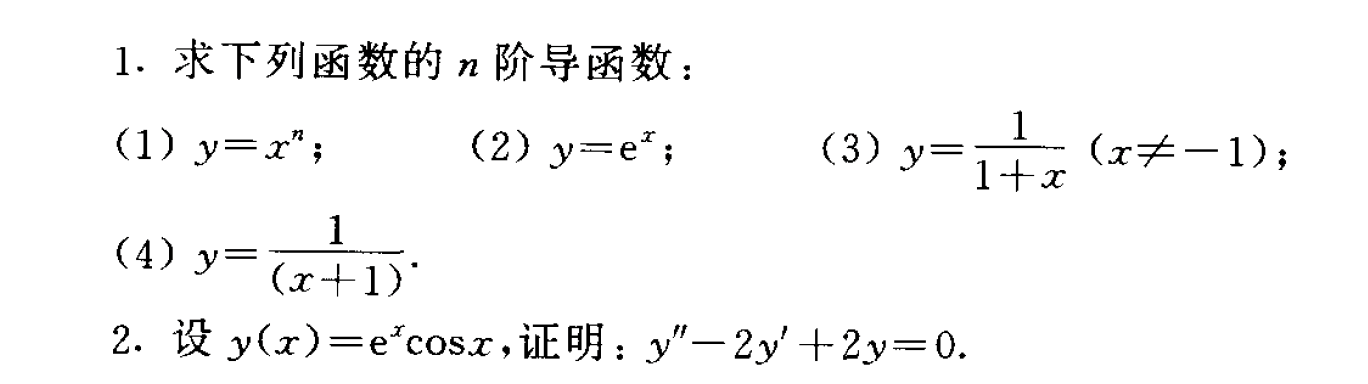 1. 求下列函数的 n 阶导函数：
(1) y=xⁿ; (2) y=eˣ; (3) y=1/(1+x) (x≠-1);
(4) y=1/(x+1).
2. 设 y(x)=eˣcosx,证明：y″-2y′+2y=0.